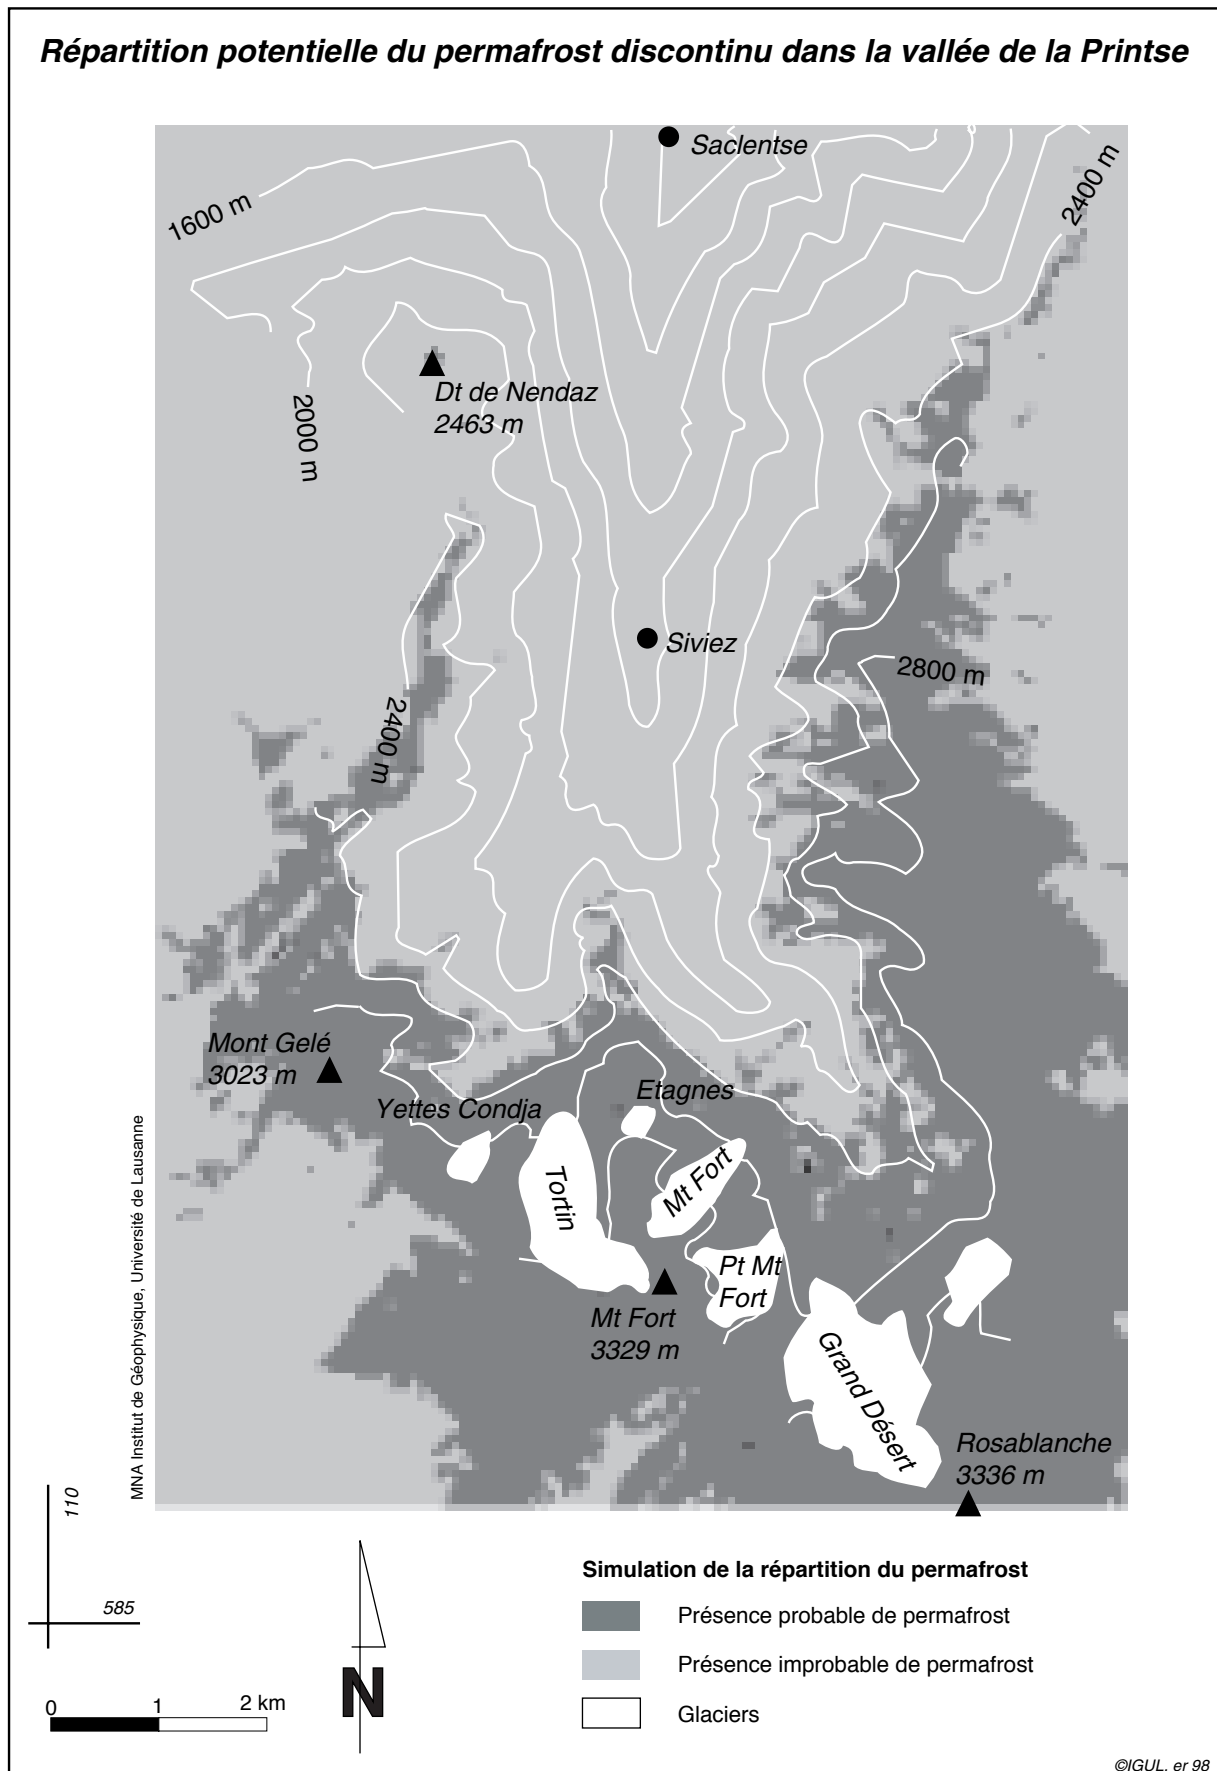 Répartition potentielle du permafrost discontinu dans la vallée de la Printse
Saclentse
1600 m
2400 m
Dt de Nendaz
2463 m
2000 m
Siviez
2800 m
2400 m
Mont Gelé
3023 m
Etagnes
Yettes Condja
Tortin
Mt Fort
Pt Mt
Fort
Mt Fort
3329 m
Grand Désert
Rosablanche
3336 m
MNA Institut de Géophysique, Université de Lausanne
110
585
0 1 2 km
N
Simulation de la répartition du permafrost
Présence probable de permafrost
Présence improbable de permafrost
Glaciers
©IGUL, er 98